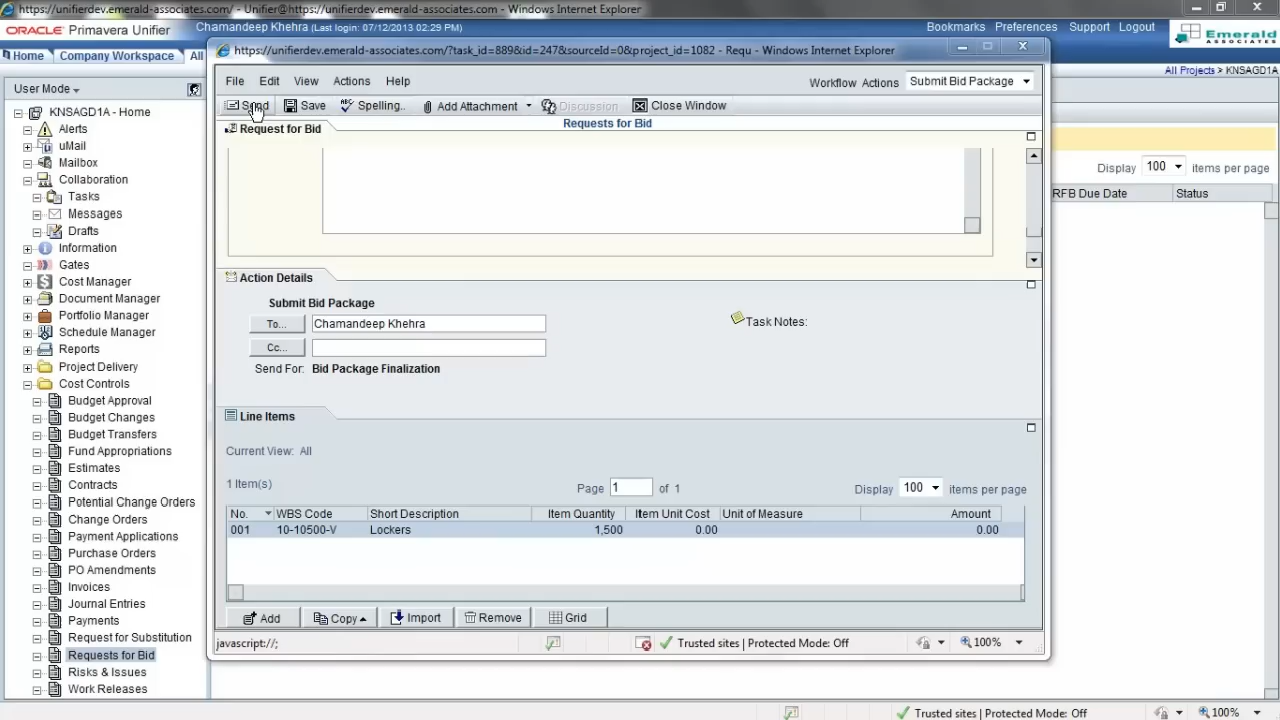 https://unifierdev.emerald-associates.com/ - Unifier@https://unifierdev.emerald-associates.com - Windows Internet Explorer
ORACLE Primavera Unifier
Chamandeep Khehra (Last login: 07/12/2013 02:29 PM)
Bookmarks Preferences Support Logout
Emerald
ASSOCIATES
Home Company Workspace All
All Projects > KNSAGD1A
User Mode
KNSAGD1A - Home
Alerts
uMail
Mailbox
Collaboration
Tasks
Messages
Drafts
Information
Gates
Cost Manager
Document Manager
Portfolio Manager
Schedule Manager
Reports
Project Delivery
Cost Controls
Budget Approval
Budget Changes
Budget Transfers
Fund Appropriations
Estimates
Contracts
Potential Change Orders
Change Orders
Payment Applications
Purchase Orders
PO Amendments
Invoices
Journal Entries
Payments
Request for Substitution
Requests for Bid
Risks & Issues
Work Releases
https://unifierdev.emerald-associates.com/?task_id=889&id=247&sourceId=0&project_id=1082 - Rep - Windows Internet Explorer
File Edit View Actions Help
Workflow Actions Submit Bid Package
Send Save Spelling.. Add Attachment Discussion Close Window
Request for Bid
Requests for Bid
Action Details
Submit Bid Package
To... Chamandeep Khehra
Task Notes:
Cc...
Send For: Bid Package Finalization
Line Items
Current View: All
1 Item(s)
Page 1 of 1
Display 100 items per page
No. WBS Code Short Description Item Quantity Item Unit Cost Unit of Measure Amount
001 10-10500-V Lockers 1,500 0.00 0.00
Add Copy Import Remove Grid
javascript://;
Trusted sites | Protected Mode: Off
100%
Display 100 items per page
RFB Due Date Status
Trusted sites | Protected Mode: Off
100%